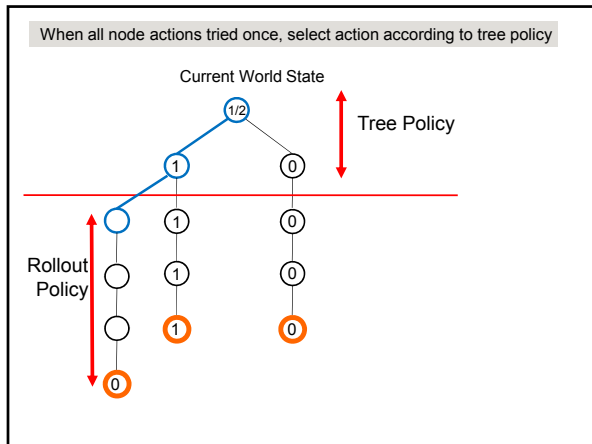 When all node actions tried once, select action according to tree policy
Current World State
1/2
Tree Policy
1
0
1
0
Rollout
Policy
1
0
1
0
0